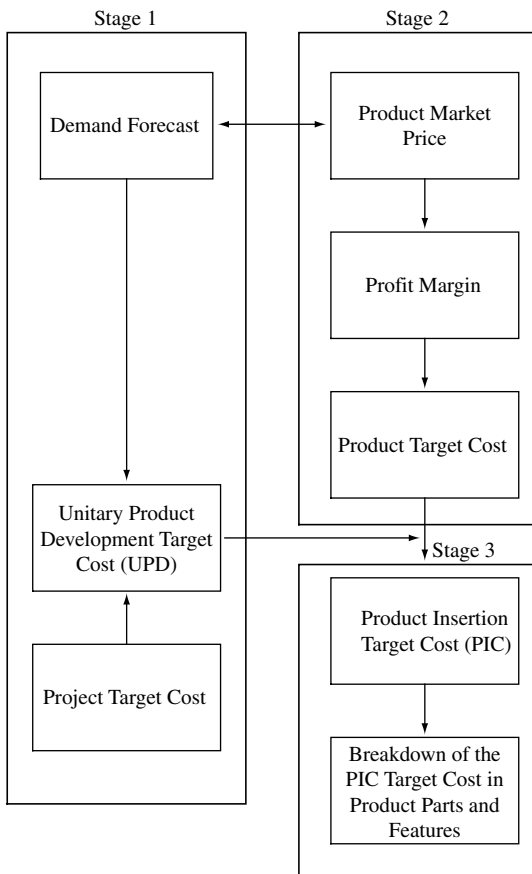 Stage 1
Demand Forecast
Unitary Product
Development Target
Cost (UPD)
Project Target Cost
Stage 2
Product Market
Price
Profit Margin
Product Target Cost
Stage 3
Product Insertion
Target Cost (PIC)
Breakdown of the
PIC Target Cost in
Product Parts and
Features